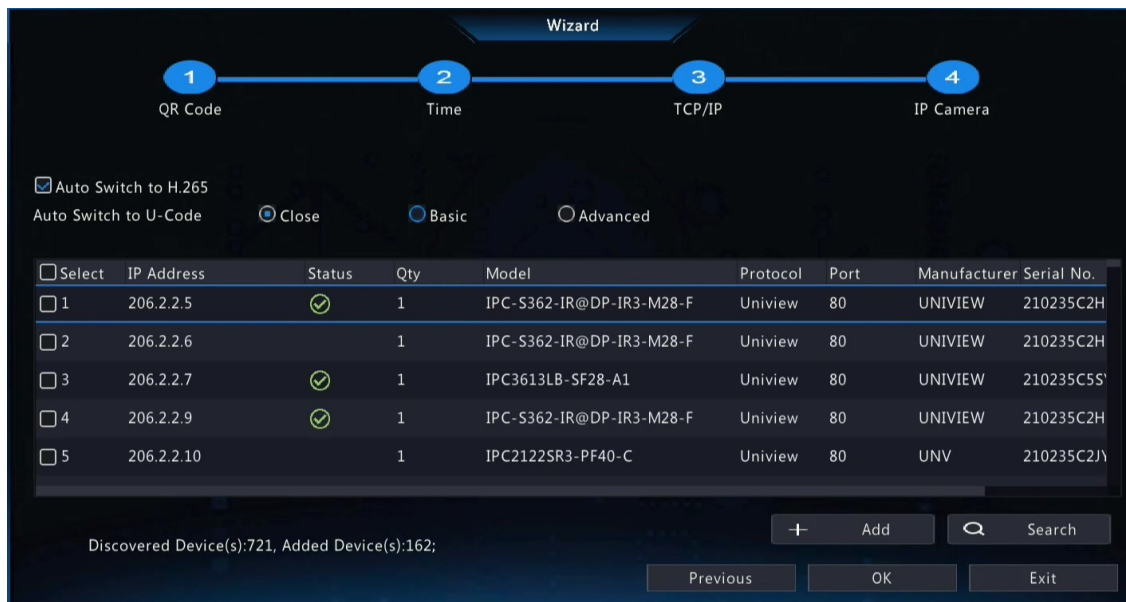 Wizard
1 2 3 4
QR Code Time TCP/IP IP Camera
Auto Switch to H.265
Auto Switch to U-Code Close Basic Advanced
Select IP Address Status Qty Model Protocol Port Manufacturer Serial No.
1 206.2.2.5 1 IPC-S362-IR@DP-IR3-M28-F Uniview 80 UNIVIEW 210235C2H
2 206.2.2.6 1 IPC-S362-IR@DP-IR3-M28-F Uniview 80 UNIVIEW 210235C2H
3 206.2.2.7 1 IPC3613LB-SF28-A1 Uniview 80 UNIVIEW 210235C5S
4 206.2.2.9 1 IPC-S362-IR@DP-IR3-M28-F Uniview 80 UNIVIEW 210235C2H
5 206.2.2.10 1 IPC2122SR3-PF40-C Uniview 80 UNV 210235C2J
Add Search
Discovered Device(s):721, Added Device(s):162;
Previous OK Exit